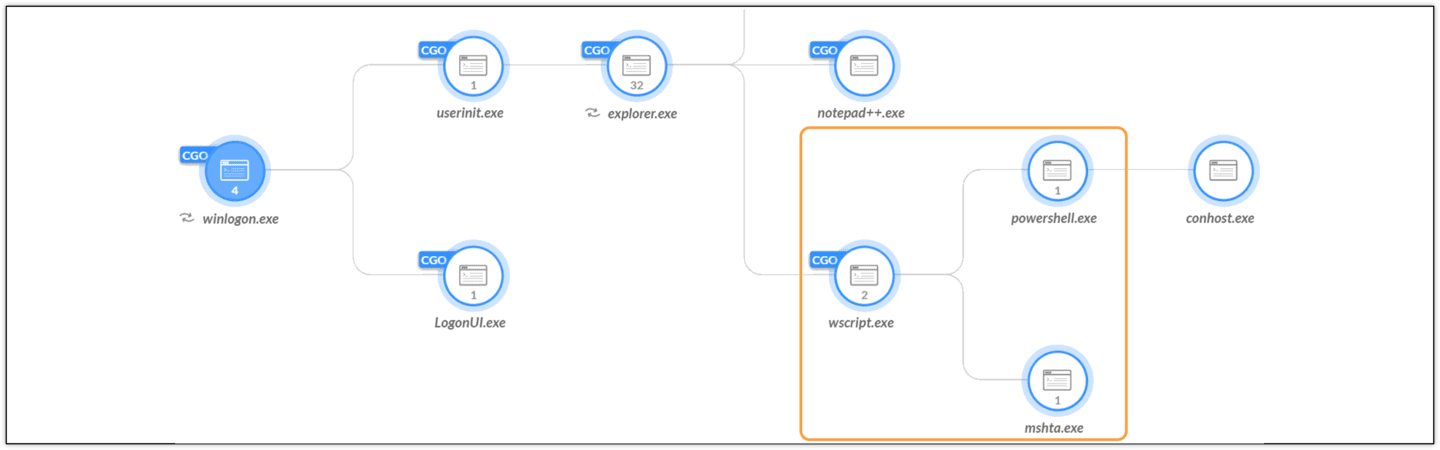 CGO
1
userinit.exe
CGO
32
explorer.exe
CGO
notepad++.exe
CGO
4
winlogon.exe
1
powershell.exe
conhost.exe
CGO
1
LogonUI.exe
CGO
2
wscript.exe
1
mshta.exe